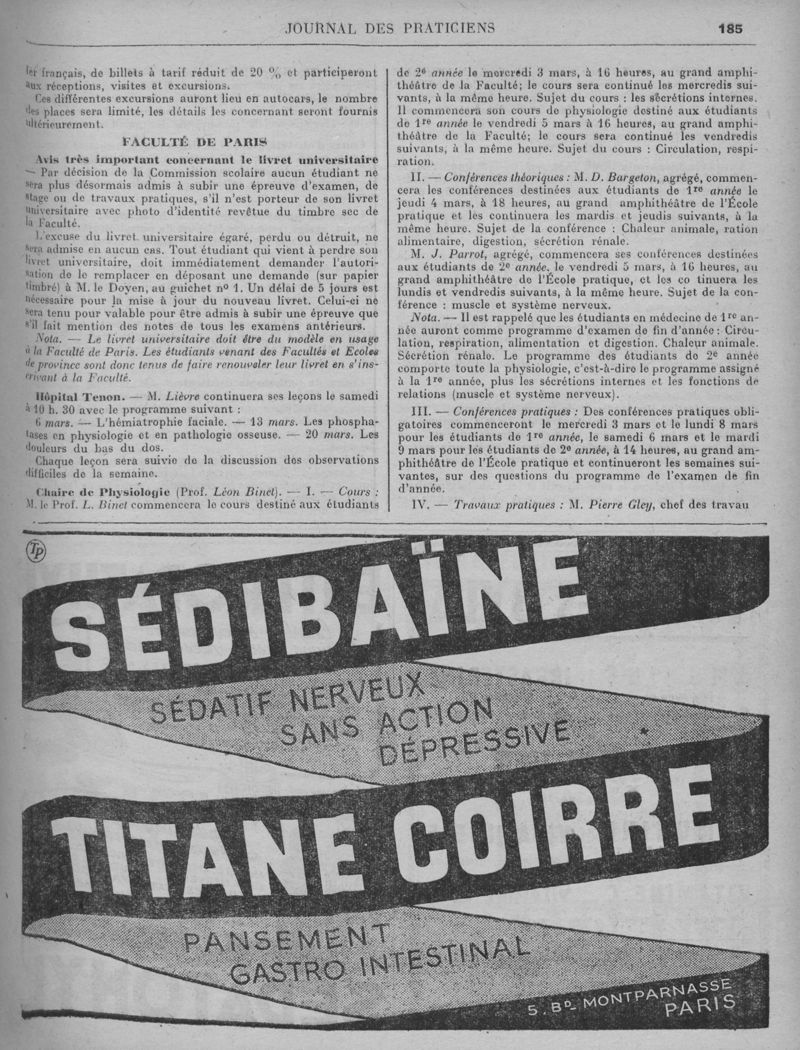 JOURNAL DES PRATICIENS 185
ler français, de billets à tarif réduit de 20 % et participeront
aux réceptions, visites et excursions.
Ces différentes excursions auront lieu en autocars, le nombre
des places sera limité, les détails les concernant seront fournis
ultérieurement.
FACULTÉ DE PARIS
Avis très important concernant le livret universitaire
— Par décision de la Commission scolaire aucun étudiant ne
sera plus désormais admis à subir une épreuve d'examen, de
stage ou de travaux pratiques, s'il n'est porteur de son livret
universitaire avec photo d'identité revêtue du timbre sec de
la Faculté.
L'excuse du livret universitaire égaré, perdu ou détruit, ne
sera admise en aucun cas. Tout étudiant qui vient à perdre son
livret universitaire, doit immédiatement demander l'autori-
sation de le remplacer en déposant une demande (sur papier
timbré) à M. le Doyen, au guichet nº 1. Un délai de 5 jours est
nécessaire pour la mise à jour du nouveau livret. Celui-ci ne
sera tenu pour valable pour être admis à subir une épreuve que
s'il fait mention des notes de tous les examens antérieurs.
Nota. — Le livret universitaire doit être du modèle en usage
à la Faculté de Paris. Les étudiants venant des Facultés et Ecoles
de province sont donc tenus de faire renouveler leur livret en s'ins-
crivant à la Faculté.
Hôpital Tenon. — M. Lièvre continuera ses leçons le samedi
à 10 h. 30 avec le programme suivant :
6 mars. — L'hémiatrophie faciale. — 13 mars. Les phospha-
tases en physiologie et en pathologie osseuse. — 20 mars. Les
douleurs du bas du dos.
Chaque leçon sera suivie de la discussion des observations
difficiles de la semaine.
Chaire de Physiologie (Prof. Léon Binet). — I. — Cours :
M. le Prof. L. Binet commencera le cours destiné aux étudiants
de 2e année le mercredi 3 mars, à 16 heures, au grand amphi-
théâtre de la Faculté; le cours sera continué les mercredis sui-
vants, à la même heure. Sujet du cours : les sécrétions internes.
Il commencera son cours de physiologie destiné aux étudiants
de 1re année le vendredi 5 mars à 16 heures, au grand amphi-
théâtre de la Faculté; le cours sera continué les vendredis
suivants, à la même heure. Sujet du cours : Circulation, respi-
ration.
II. — Conférences théoriques : M. D. Bargeton, agrégé, commen-
cera les conférences destinées aux étudiants de 1re année le
jeudi 4 mars, à 18 heures, au grand amphithéâtre de l'École
pratique et les continuera les mardis et jeudis suivants, à la
même heure. Sujet de la conférence : Chaleur animale, ration
alimentaire, digestion, sécrétion rénale.
M. J. Parrot, agrégé, commencera ses conférences destinées
aux étudiants de 2e année, le vendredi 5 mars, à 16 heures, au
grand amphithéâtre de l'École pratique, et les co tinuera les
lundis et vendredis suivants, à la même heure. Sujet de la con-
férence : muscle et système nerveux.
Nota. — Il est rappelé que les étudiants en médecine de 1re an-
née auront comme programme d'examen de fin d'année : Circu-
lation, respiration, alimentation et digestion. Chaleur animale.
Sécrétion rénale. Le programme des étudiants de 2e année
comporte toute la physiologie, c'est-à-dire le programme assigné
à la 1re année, plus les sécrétions internes et les fonctions de
relations (muscle et système nerveux).
III. — Conférences pratiques : Des conférences pratiques obli-
gatoires commenceront le mercredi 3 et le lundi 8 mars
pour les étudiants de 1re année, le samedi 6 mars et le mardi
9 mars pour les étudiants de 2e année, à 14 heures, au grand am-
phithéâtre de l'École pratique et continueront les semaines sui-
vantes, sur des questions du programme de l'examen de fin
d'année.
IV. — Travaux pratiques : M. Pierre Gley, chef des travau
TP
SÉDIBAÏNE
SÉDATIF NERVEUX
SANS ACTION
DÉPRESSIVE
TITANE COIRRE
PANSEMENT
GASTRO INTESTINAL
5. BD. MONTPARNASSE
PARIS